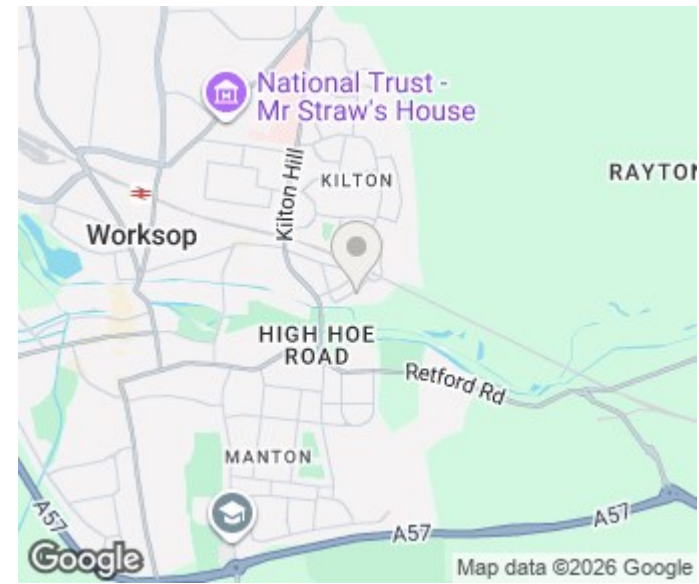 National Trust -
Mr Straw's House
KILTON
RAYTON
Kilton Hill
Worksop
HIGH HOE
ROAD
Retford Rd
MANTON
A57
A57
A57
Google
Map data ©2026 Google